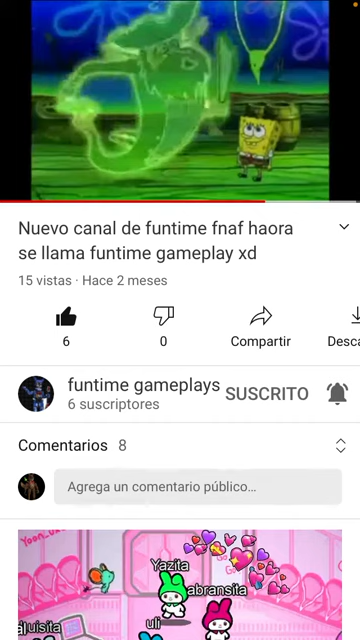 Nuevo canal de funtime fnaf haora
se llama funtime gameplay xd
15 vistas · Hace 2 meses
6
0
Compartir
Desca
funtime gameplays
SUSCRITO
6 suscriptores
Comentarios 8
Agrega un comentario público...
Yazita
abransita
uli